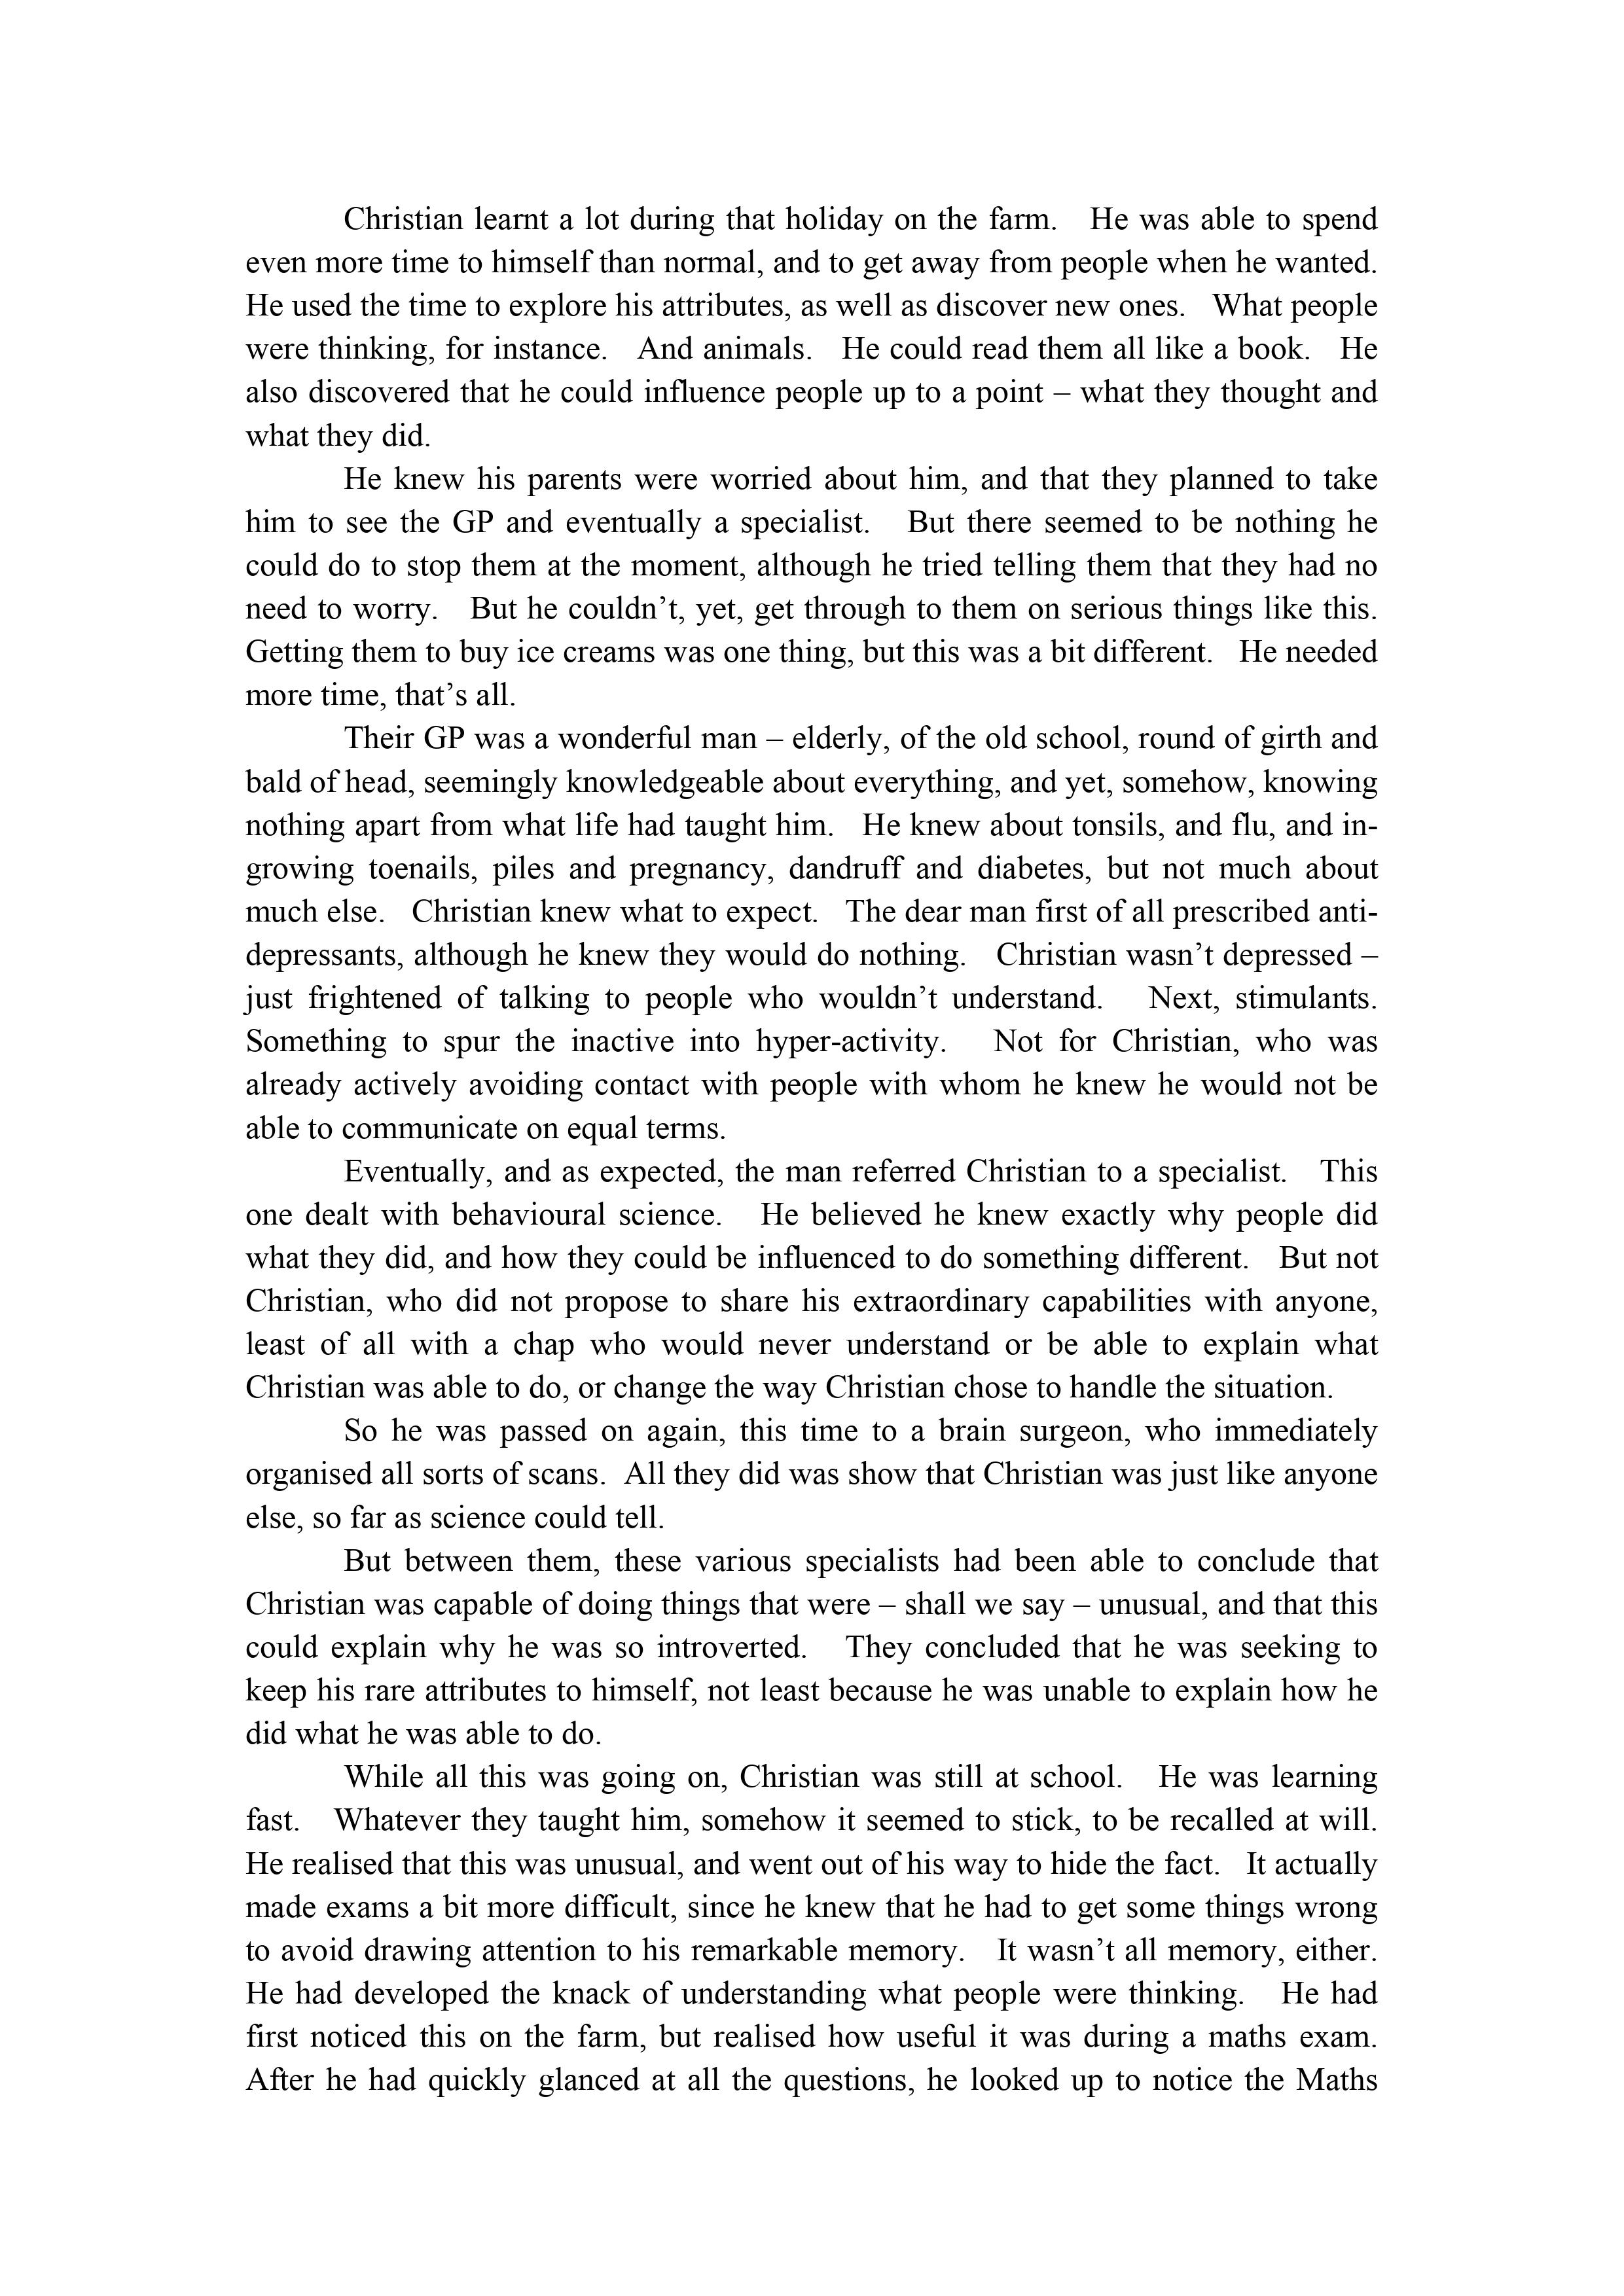 Christian learnt a lot during that holiday on the farm. He was able to spend
even more time to himself than normal, and to get away from people when he wanted.
He used the time to explore his attributes, as well as discover new ones. What people
were thinking, for instance. And animals. He could read them all like a book. He
also discovered that he could influence people up to a point – what they thought and
what they did.
He knew his parents were worried about him, and that they planned to take
him to see the GP and eventually a specialist. But there seemed to be nothing he
could do to stop them at the moment, although he tried telling them that they had no
need to worry. But he couldn’t, yet, get through to them on serious things like this.
Getting them to buy ice creams was one thing, but this was a bit different. He needed
more time, that’s all.
Their GP was a wonderful man – elderly, of the old school, round of girth and
bald of head, seemingly knowledgeable about everything, and yet, somehow, knowing
nothing apart from what life had taught him. He knew about tonsils, and flu, and in-
growing toenails, piles and pregnancy, dandruff and diabetes, but not much about
much else. Christian knew what to expect. The dear man first of all prescribed anti-
depressants, although he knew they would do nothing. Christian wasn’t depressed –
just frightened of talking to people who wouldn’t understand. Next, stimulants.
Something to spur the inactive into hyper-activity. Not for Christian, who was
already actively avoiding contact with people with whom he knew he would not be
able to communicate on equal terms.
Eventually, and as expected, the man referred Christian to a specialist. This
one dealt with behavioural science. He believed he knew exactly why people did
what they did, and how they could be influenced to do something different. But not
Christian, who did not propose to share his extraordinary capabilities with anyone,
least of all with a chap who would never understand or be able to explain what
Christian was able to do, or change the way Christian chose to handle the situation.
So he was passed on again, this time to a brain surgeon, who immediately
organised all sorts of scans. All they did was show that Christian was just like anyone
else, so far as science could tell.
But between them, these various specialists had been able to conclude that
Christian was capable of doing things that were – shall we say – unusual, and that this
could explain why he was so introverted. They concluded that he was seeking to
keep his rare attributes to himself, not least because he was unable to explain how he
did what he was able to do.
While all this was going on, Christian was still at school. He was learning
fast. Whatever they taught him, somehow it seemed to stick, to be recalled at will.
He realised that this was unusual, and went out of his way to hide the fact. It actually
made exams a bit more difficult, since he knew that he had to get some things wrong
to avoid drawing attention to his remarkable memory. It wasn’t all memory, either.
He had developed the knack of understanding what people were thinking. He had
first noticed this on the farm, but realised how useful it was during a maths exam.
After he had quickly glanced at all the questions, he looked up to notice the Maths